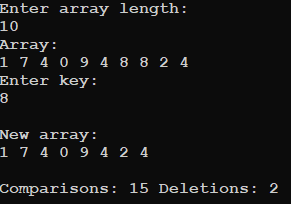 Enter array length:
10
Array:
1 7 4 0 9 4 8 8 2 4
Enter key:
8
New array:
1 7 4 0 9 4 2 4
Comparisons: 15 Deletions: 2